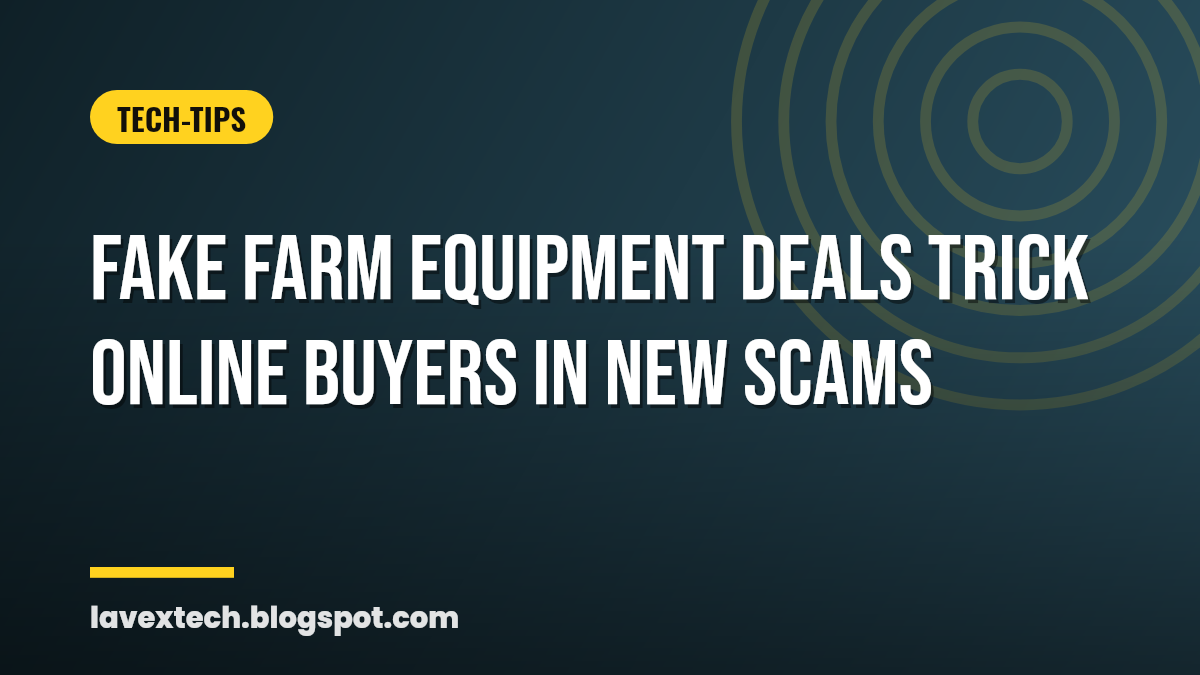 TECH-TIPS
FAKE FARM EQUIPMENT DEALS TRICK
ONLINE BUYERS IN NEW SCAMS
lavextech.blogspot.com